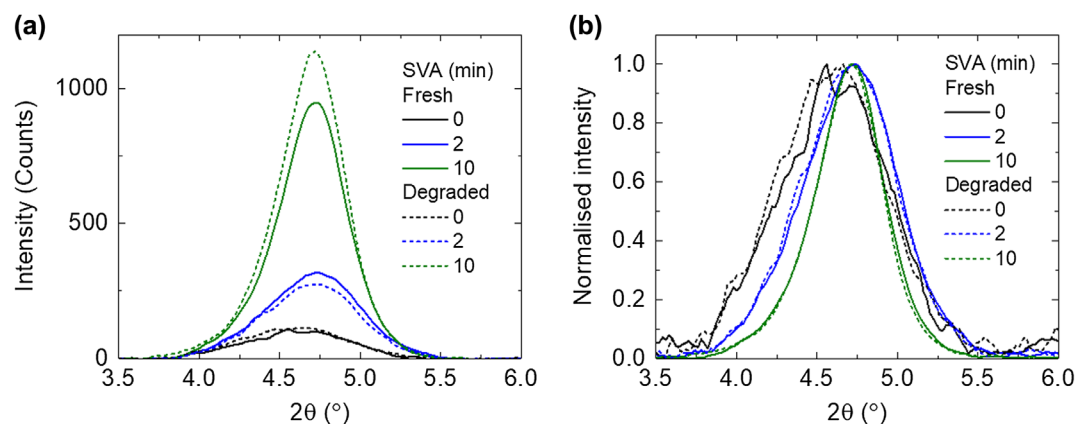 (a)
Intensity (Counts)
1000
500
0
3.5 4.0 4.5 5.0 5.5 6.0
2θ (°)
SVA (min)
Fresh
0
2
10
Degraded
0
2
10
(b)
Normalised intensity
1.0
0.8
0.6
0.4
0.2
0.0
3.5 4.0 4.5 5.0 5.5 6.0
2θ (°)
SVA (min)
Fresh
0
2
10
Degraded
0
2
10